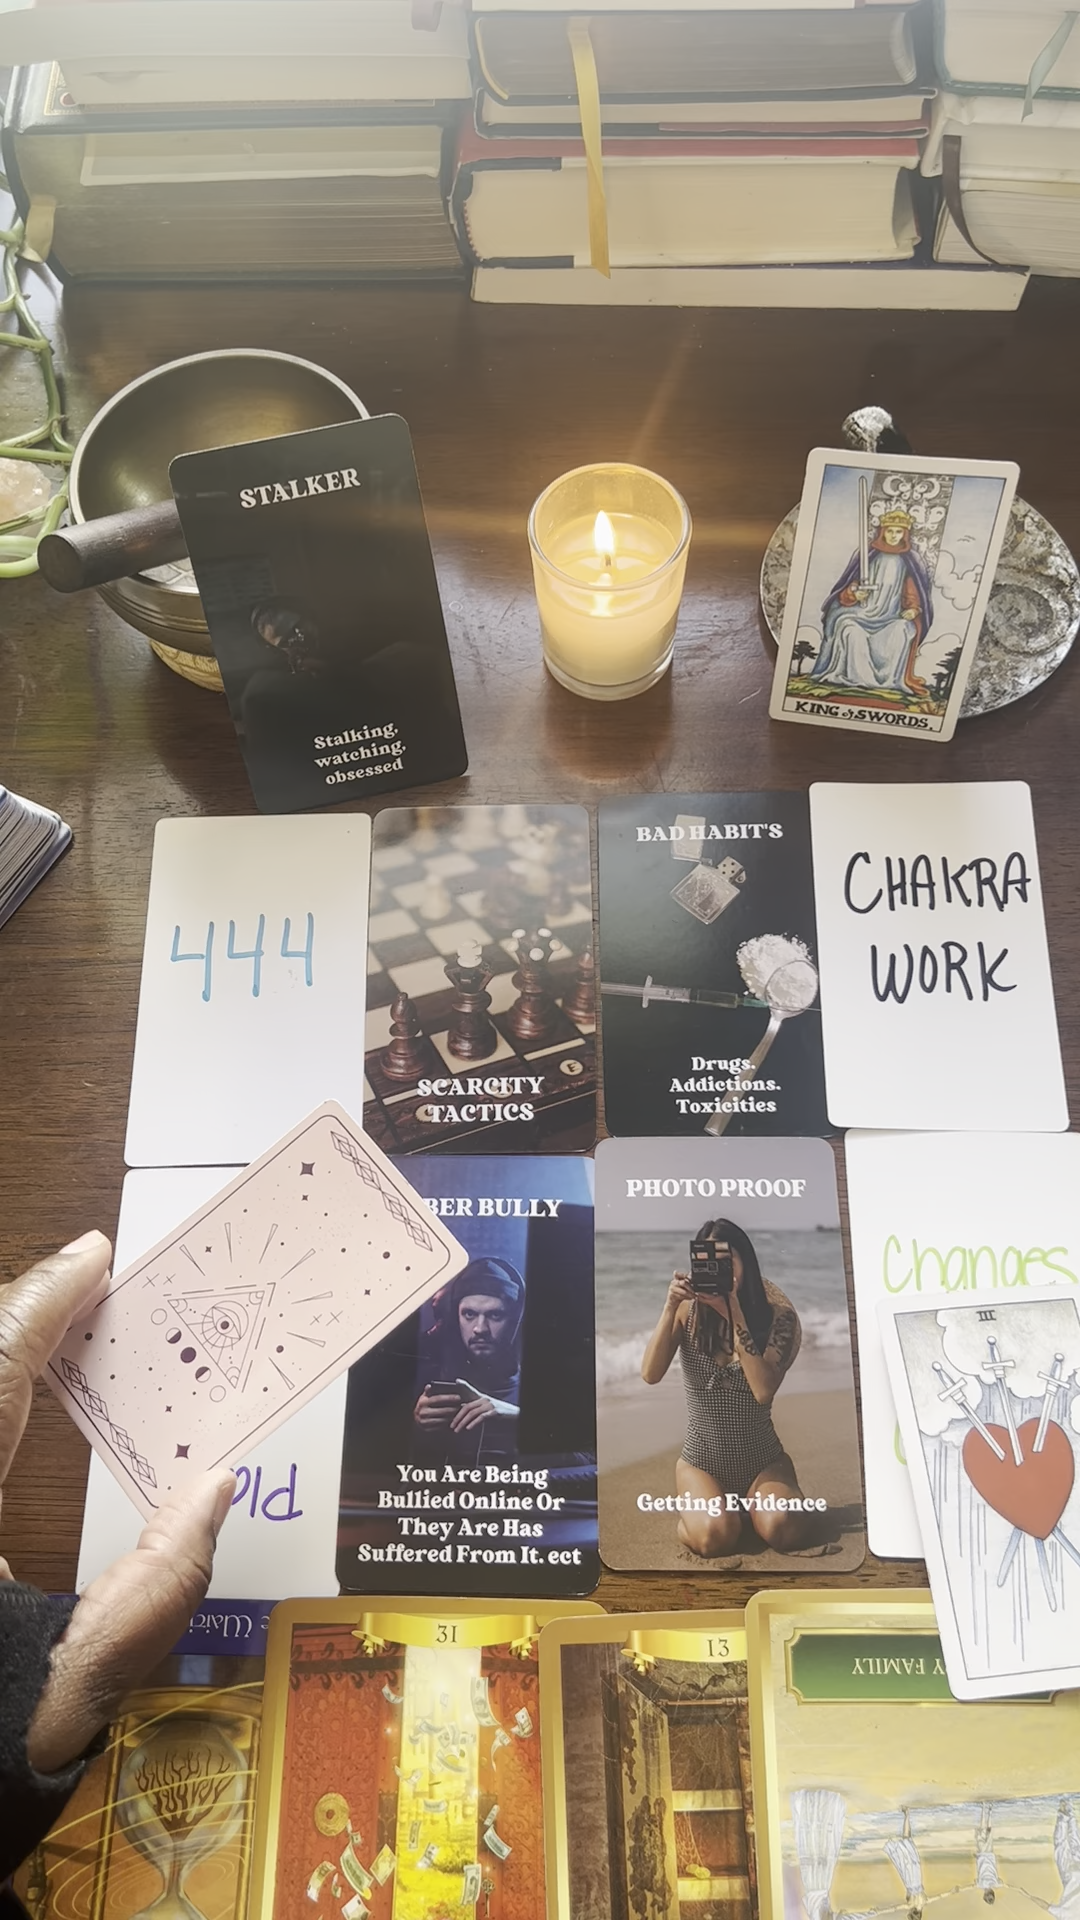 STALKER
Stalking,
watching,
obsessed
KING of SWORDS.
444
SCARCITY
TACTICS
BAD HABIT'S
Drugs.
Addictions.
Toxicities
CHAKRA
WORK
BER BULLY
You Are Being
Bullied Online Or
They Are Has
Suffered From It. ect
PHOTO PROOF
Getting Evidence
Changes
III
31
13
Y FAMILY